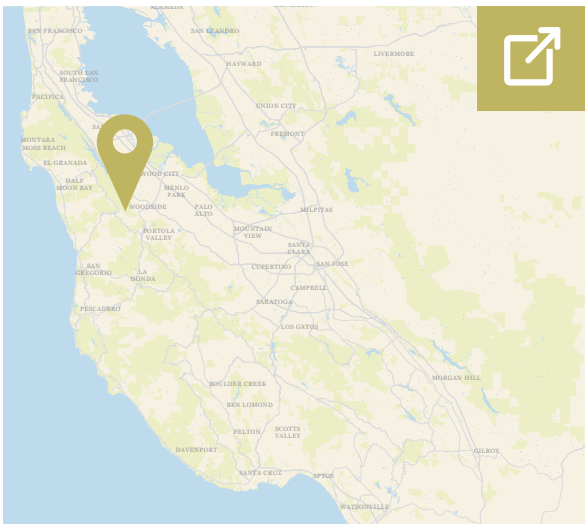 ALAMEDA
SAN FRANCISCO
SAN LEANDRO
LIVERMORE
HAYWARD
SOUTH SAN
FRANCISCO
PACIFICA
UNION CITY
SA
FREMONT
MONTARA
MOSS BEACH
EL GRANADA
WOOD CITY
HALF
MOON BAY
MENLO
PARK
WOODSIDE
PALO
ALTO
MILPITAS
PORTOLA
VALLEY
MOUNTAIN
VIEW
SANTA
CLARA
SAN JOSE
SAN
GREGORIO
LA
HONDA
CUPERTINO
CAMPBELL
SARATOGA
PESCADERO
LOS GATOS
BOULDER CREEK
MORGAN HILL
BEN LOMOND
FELTON
SCOTTS
VALLEY
DAVENPORT
GILROY
SANTA CRUZ
APTOS
WATSONVILLE